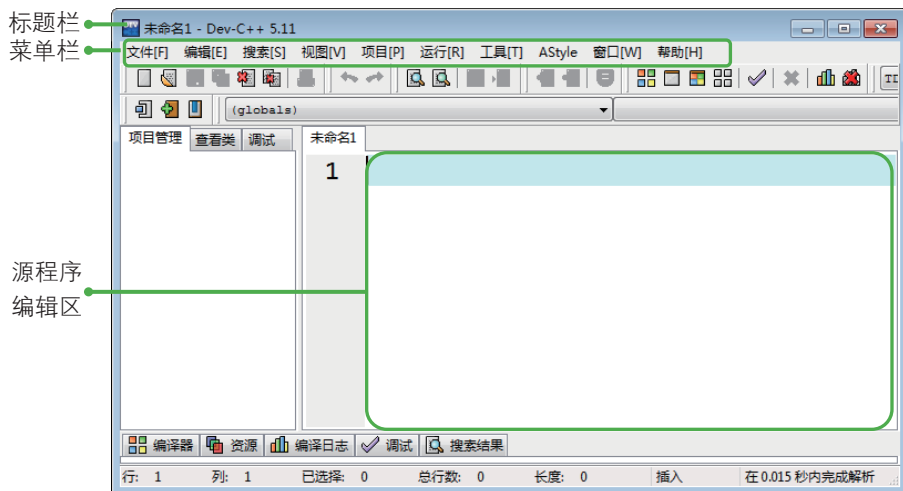 标题栏
未命名1 - Dev-C++ 5.11
菜单栏
文件[F] 编辑[E] 搜索[S] 视图[V] 项目[P] 运行[R] 工具[T] AStyle 窗口[W] 帮助[H]
(globals)
项目管理 查看类 调试 未命名1
1
源程序
编辑区
编译器 资源 编译日志 调试 搜索结果
行: 1 列: 1 已选择: 0 总行数: 0 长度: 0 插入 在 0.015 秒内完成解析